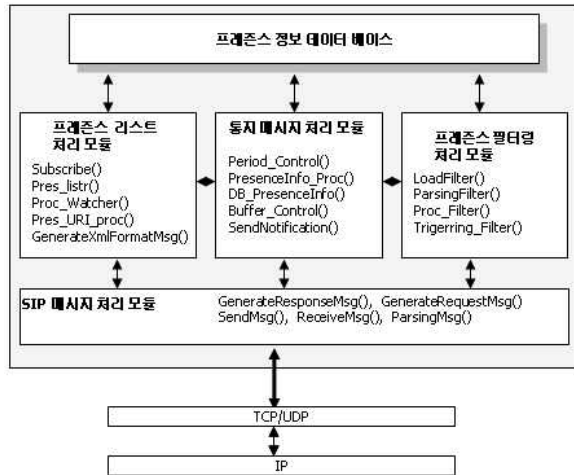 프레즌스 정보 데이터 베이스
프레즌스 리스트
처리 모듈
Subscribe()
Pres_listr()
Proc_Watcher()
Pres_URI_proc()
GenerateXmlFormatMsg()
통지 메시지 처리 모듈
Period_Control()
PresenceInfo_Proc()
DB_PresenceInfo()
Buffer_Control()
SendNotification()
프레즌스 필터링
처리 모듈
LoadFilter()
ParsingFilter()
Proc_Filter()
Trigerring_Filter()
SIP 메시지 처리 모듈
GenerateResponseMsg(), GenerateRequestMsg()
SendMsg(), ReceiveMsg(), ParsingMsg()
TCP/UDP
IP